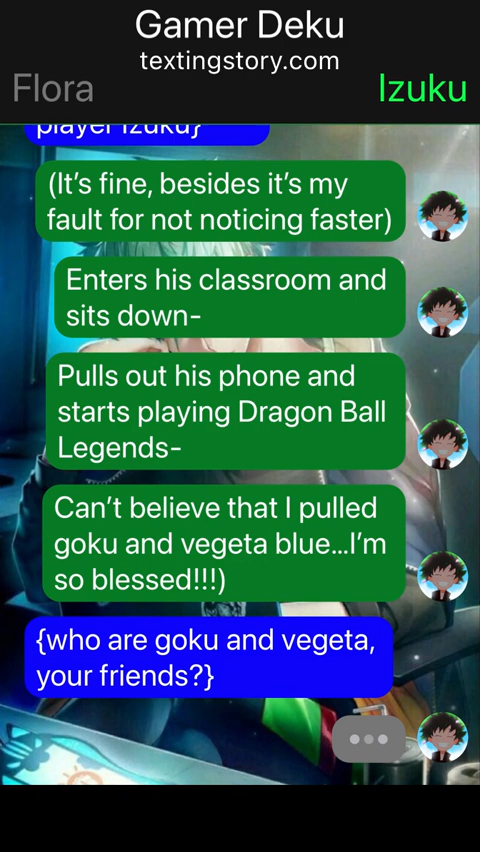 Gamer Deku
textingstory.com
Flora
Izuku
player Izuku}
(It’s fine, besides it’s my
fault for not noticing faster)
Enters his classroom and
sits down-
Pulls out his phone and
starts playing Dragon Ball
Legends-
Can’t believe that I pulled
goku and vegeta blue…I’m
so blessed!!!)
{who are goku and vegeta,
your friends?}